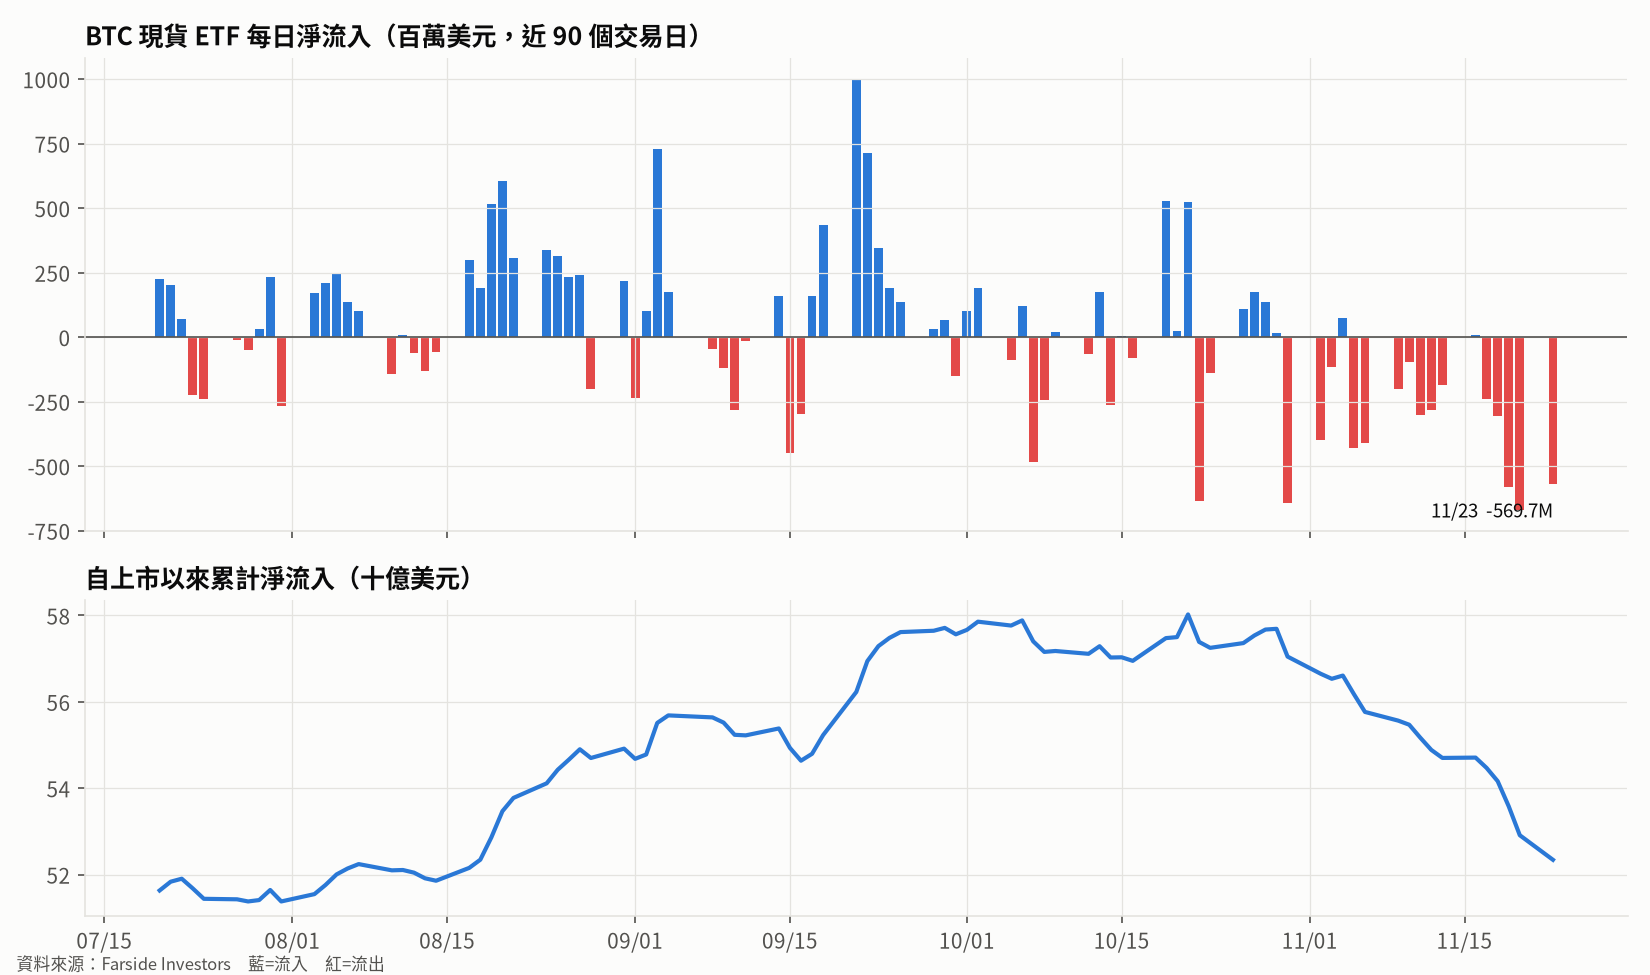 BTC 現貨 ETF 每日淨流入（百萬美元，近 90 個交易日）
1000
750
500
250
0
-250
-500
-750
11/23 -569.7M
自上市以來累計淨流入（十億美元）
58
56
54
52
07/15 08/01 08/15 09/01 09/15 10/01 10/15 11/01 11/15
資料來源：Farside Investors 藍=流入 紅=流出